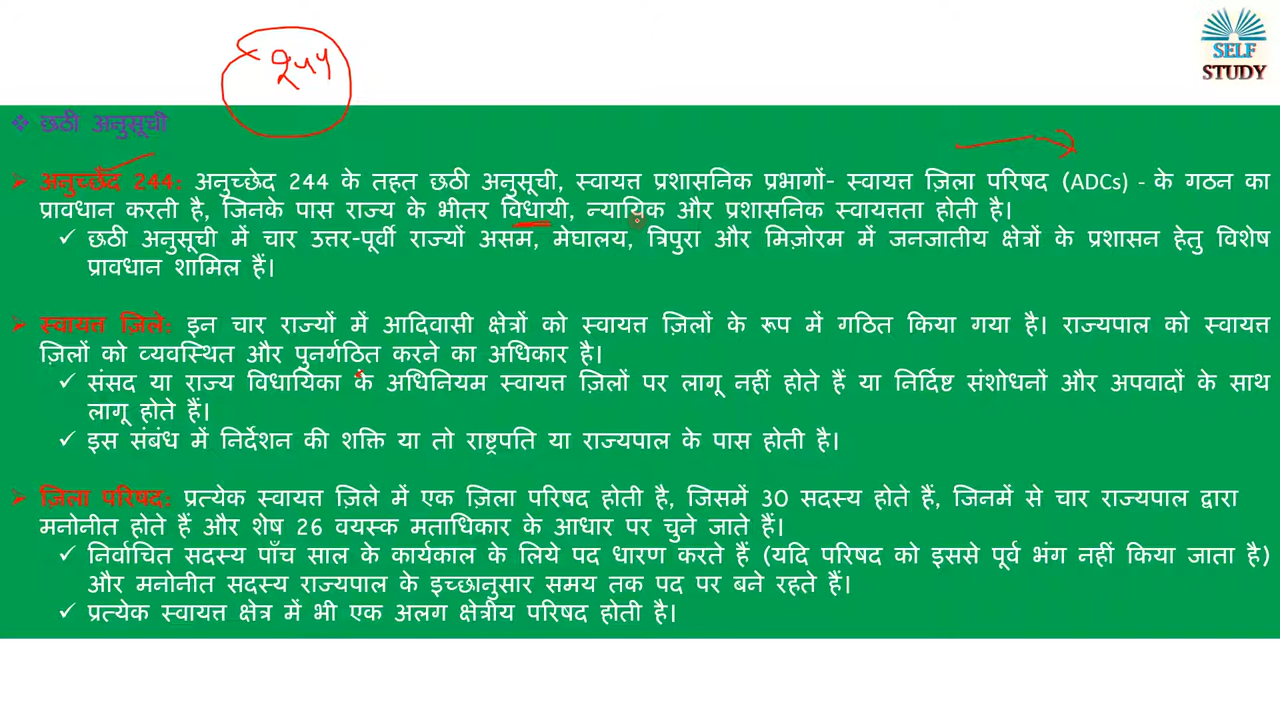 २५५
SELF
STUDY
❖ छठी अनुसूची
➢ अनुच्छेद 244: अनुच्छेद 244 के तहत छठी अनुसूची, स्वायत्त प्रशासनिक प्रभागों- स्वायत्त ज़िला परिषद (ADCs) - के गठन का
प्रावधान करती है, जिनके पास राज्य के भीतर विधायी, न्यायिक और प्रशासनिक स्वायत्तता होती है।
✓ छठी अनुसूची में चार उत्तर-पूर्वी राज्यों असम, मेघालय, त्रिपुरा और मिज़ोरम में जनजातीय क्षेत्रों के प्रशासन हेतु विशेष
प्रावधान शामिल हैं।
➢ स्वायत्त ज़िले: इन चार राज्यों में आदिवासी क्षेत्रों को स्वायत्त ज़िलों के रूप में गठित किया गया है। राज्यपाल को स्वायत्त
ज़िलों को व्यवस्थित और पुनर्गठित करने का अधिकार है।
✓ संसद या राज्य विधायिका के अधिनियम स्वायत्त ज़िलों पर लागू नहीं होते हैं या निर्दिष्ट संशोधनों और अपवादों के साथ
लागू होते हैं।
✓ इस संबंध में निर्देशन की शक्ति या तो राष्ट्रपति या राज्यपाल के पास होती है।
➢ ज़िला परिषद: प्रत्येक स्वायत्त ज़िले में एक ज़िला परिषद होती है, जिसमें 30 सदस्य होते हैं, जिनमें से चार राज्यपाल द्वारा
मनोनीत होते हैं और शेष 26 वयस्क मताधिकार के आधार पर चुने जाते हैं।
✓ निर्वाचित सदस्य पाँच साल के कार्यकाल के लिये पद धारण करते हैं (यदि परिषद को इससे पूर्व भंग नहीं किया जाता है)
और मनोनीत सदस्य राज्यपाल के इच्छानुसार समय तक पद पर बने रहते हैं।
✓ प्रत्येक स्वायत्त क्षेत्र में भी एक अलग क्षेत्रीय परिषद होती है।